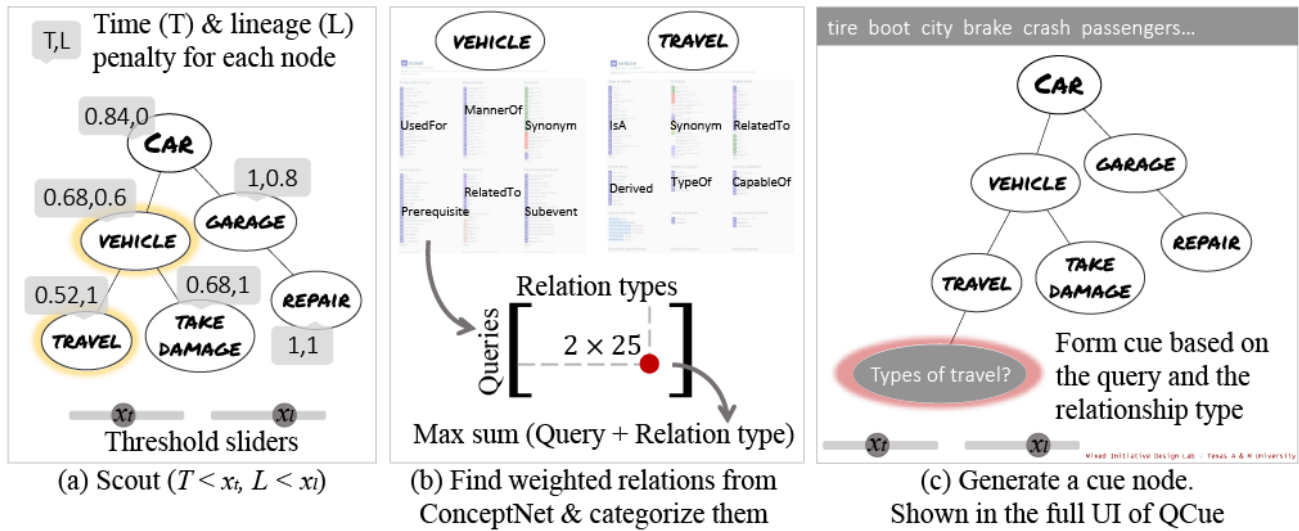 T,L
Time (T) & lineage (L)
penalty for each node
0.84,0
CAR
1,0.8
0.68,0.6
GARAGE
VEHICLE
0.52,1
0.68,1
REPAIR
TRAVEL
TAKE
DAMAGE
1,1
xt
xl
Threshold sliders
(a) Scout (T < xt, L < xl)
VEHICLE
TRAVEL
UsedFor
MannerOf
Synonym
IsA
Synonym
RelatedTo
Prerequisite
RelatedTo
Subevent
Derived
TypeOf
CapableOf
Relation types
Queries
2 × 25
Max sum (Query + Relation type)
(b) Find weighted relations from
ConceptNet & categorize them
tire boot city brake crash passengers...
CAR
GARAGE
VEHICLE
REPAIR
TRAVEL
TAKE
DAMAGE
Types of travel?
Form cue based on
the query and the
relationship type
xt
xl
Mixed Initiative Design Lab : Texas A & M University
(c) Generate a cue node.
Shown in the full UI of QCue